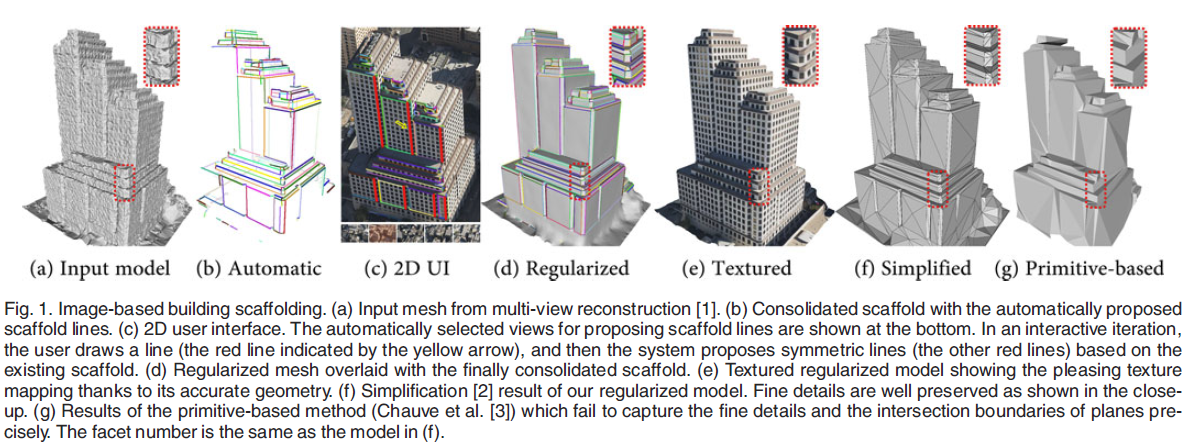 (a) Input model (b) Automatic (c) 2D UI (d) Regularized (e) Textured (f) Simplified (g) Primitive-based
Fig. 1. Image-based building scaffolding. (a) Input mesh from multi-view reconstruction [1]. (b) Consolidated scaffold with the automatically proposed
scaffold lines. (c) 2D user interface. The automatically selected views for proposing scaffold lines are shown at the bottom. In an interactive iteration,
the user draws a line (the red line indicated by the yellow arrow), and then the system proposes symmetric lines (the other red lines) based on the
existing scaffold. (d) Regularized mesh overlaid with the finally consolidated scaffold. (e) Textured regularized model showing the pleasing texture
mapping thanks to its accurate geometry. (f) Simplification [2] result of our regularized model. Fine details are well preserved as shown in the close-
up. (g) Results of the primitive-based method (Chauve et al. [3]) which fail to capture the fine details and the intersection boundaries of planes pre-
cisely. The facet number is the same as the model in (f).